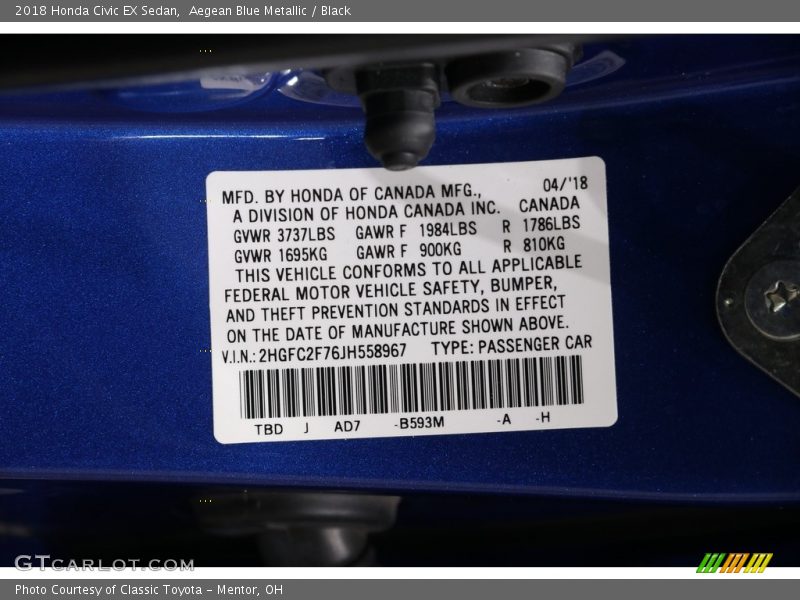 2018 Honda Civic EX Sedan,  Aegean Blue Metallic / Black
MFD. BY HONDA OF CANADA MFG., 04/'18
A DIVISION OF HONDA CANADA INC. CANADA
GVWR 3737LBS GAWR F 1984LBS R 1786LBS
GVWR 1695KG GAWR F 900KG R 810KG
THIS VEHICLE CONFORMS TO ALL APPLICABLE
FEDERAL MOTOR VEHICLE SAFETY, BUMPER,
AND THEFT PREVENTION STANDARDS IN EFFECT
ON THE DATE OF MANUFACTURE SHOWN ABOVE.
V.I.N.: 2HGFC2F76JH558967 TYPE: PASSENGER CAR
TBD J AD7 -B593M -A -H
GTCARLOT.COM
Photo Courtesy of Classic Toyota - Mentor, OH